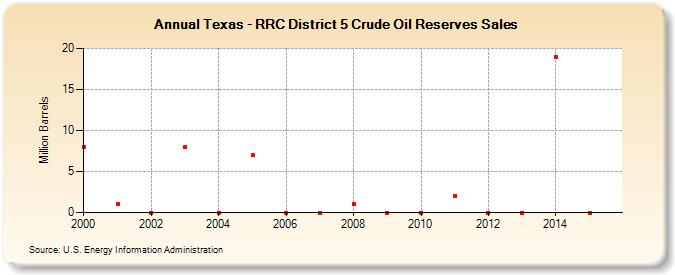 Annual Texas - RRC District 5 Crude Oil Reserves Sales
Million Barrels
20
15
10
5
0
2000 2002 2004 2006 2008 2010 2012 2014
Source: U.S. Energy Information Administration